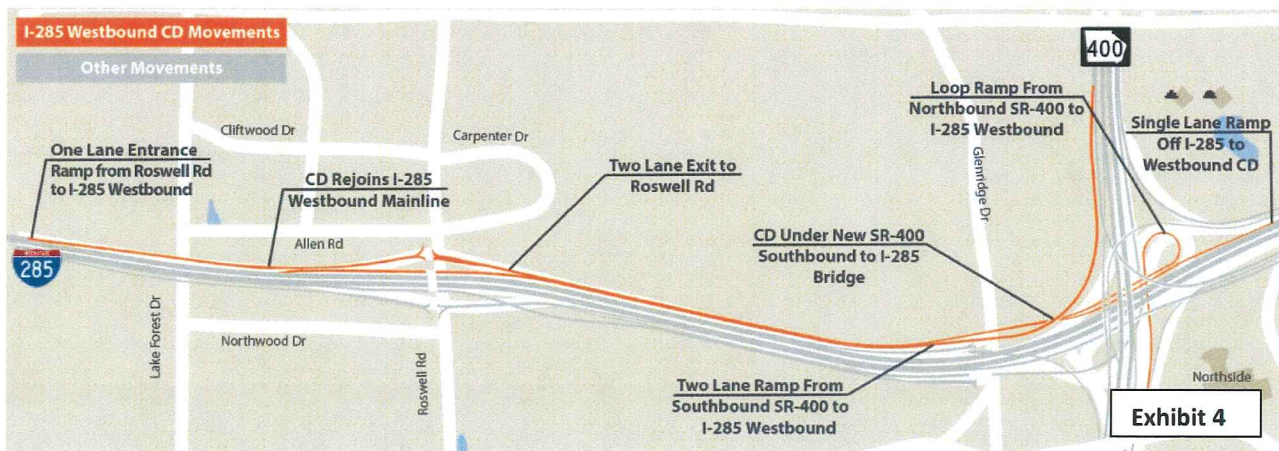 I-285 Westbound CD Movements
Other Movements
400
Loop Ramp From
Northbound SR-400 to
I-285 Westbound
Single Lane Ramp
Off I-285 to
Westbound CD
Cliftwood Dr
Carpenter Dr
Glenridge Dr
One Lane Entrance
Ramp from Roswell Rd
to I-285 Westbound
CD Rejoins I-285
Westbound Mainline
Two Lane Exit to
Roswell Rd
Allen Rd
CD Under New SR-400
Southbound to I-285
Bridge
INTERSTATE
285
Lake Forest Dr
Northwood Dr
Roswell Rd
Two Lane Ramp From
Southbound SR-400 to
I-285 Westbound
Northside
Exhibit 4